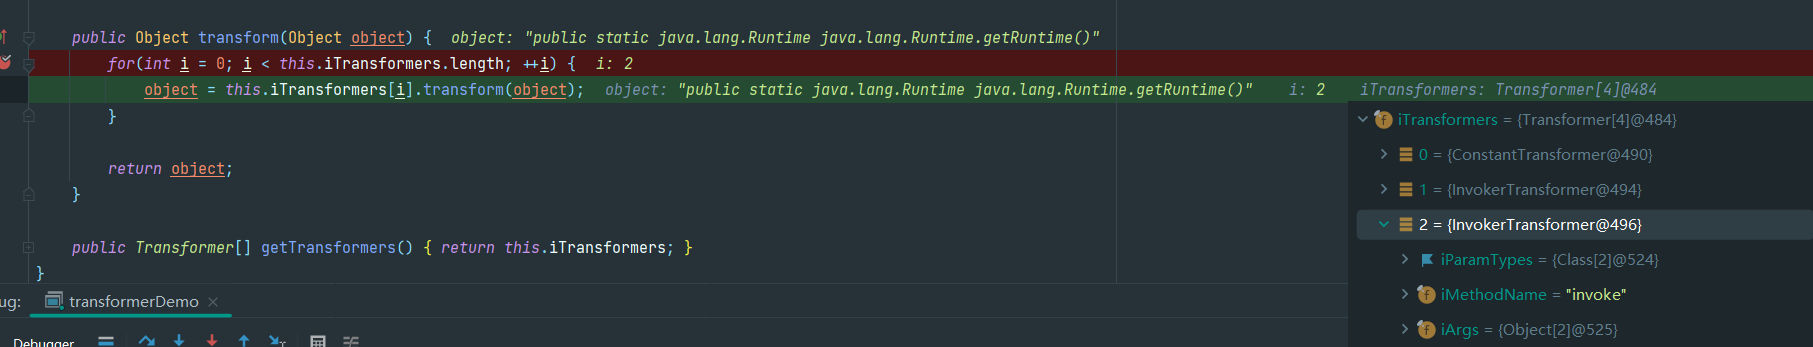 public Object transform(Object object) {  object: "public static java.lang.Runtime java.lang.Runtime.getRuntime()"
for(int i = 0; i < this.iTransformers.length; ++i) {  i: 2
object = this.iTransformers[i].transform(object);  object: "public static java.lang.Runtime java.lang.Runtime.getRuntime()"    i: 2    iTransformers: Transformer[4]@484
}
return object;
}
public Transformer[] getTransformers() { return this.iTransformers; }
}
iTransformers = {Transformer[4]@484}
0 = {ConstantTransformer@490}
1 = {InvokerTransformer@494}
2 = {InvokerTransformer@496}
iParamTypes = {Class[2]@524}
iMethodName = "invoke"
iArgs = {Object[2]@525}
ug: transformerDemo
Debugger